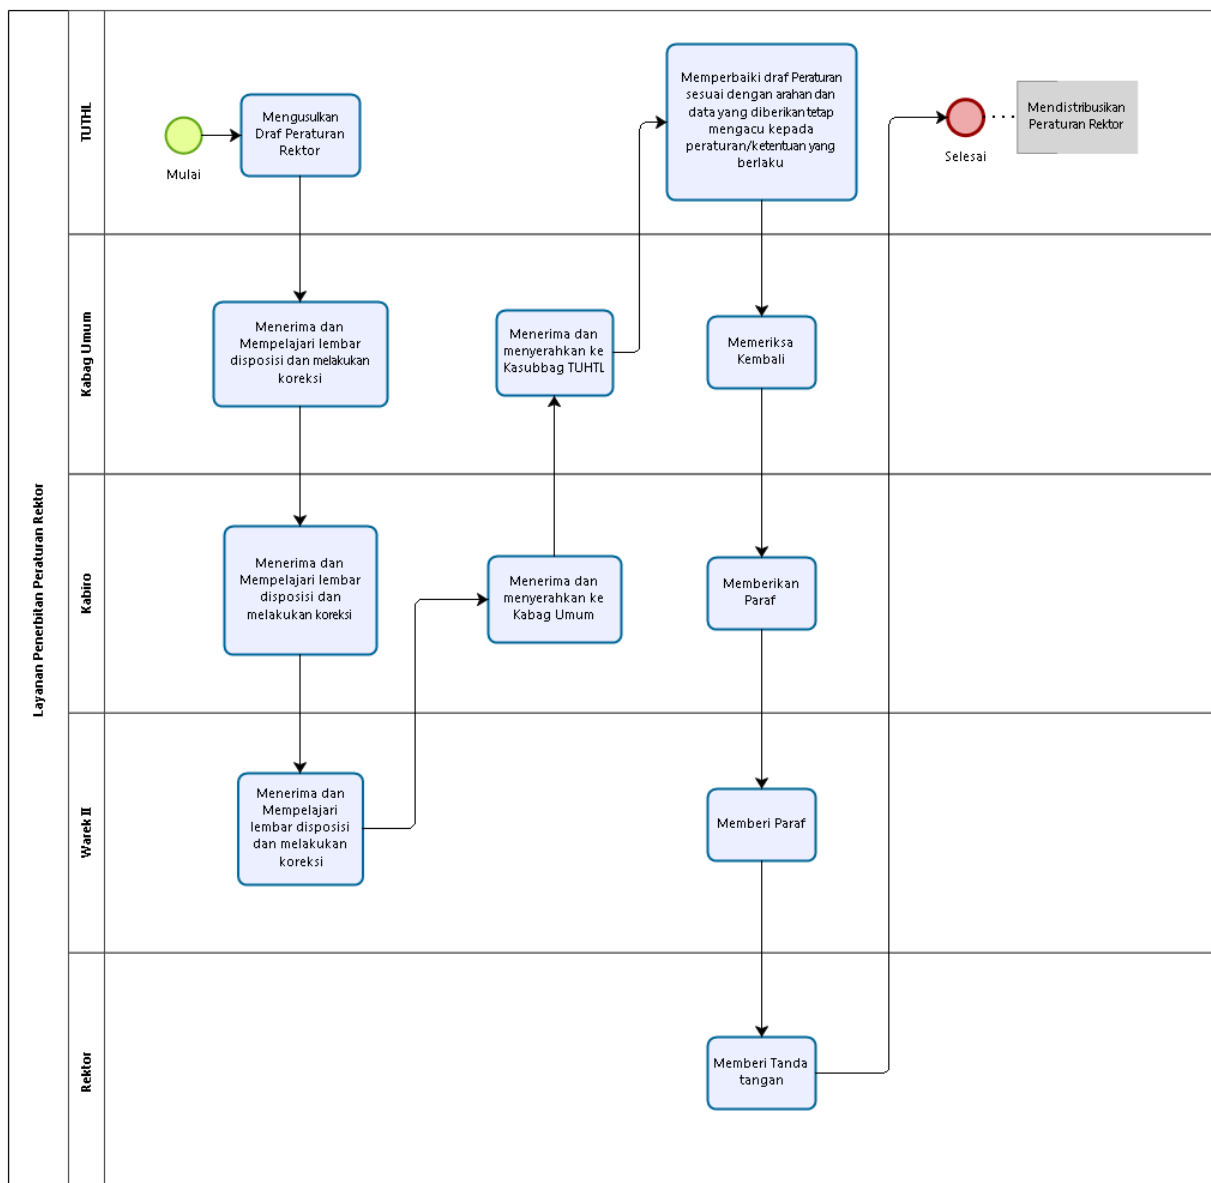 Layanan Penerbitan Peraturan Rektor
TUTHL
Mulai
Mengusulkan
Draf Peraturan
Rektor
Memperbaiki draf Peraturan
sesuai dengan arahan dan
data yang diberikan tetap
mengacu kepada
peraturan/ketentuan yang
berlaku
Selesai
Mendistribusikan
Peraturan Rektor
Kabag Umum
Menerima dan
Mempelajari lembar
disposisi dan melakukan
koreksi
Menerima dan
menyerahkan ke
Kasubbag TUHTL
Memeriksa
Kembali
Kabiro
Menerima dan
Mempelajari lembar
disposisi dan
melakukan koreksi
Menerima dan
menyerahkan ke
Kabag Umum
Memberikan
Paraf
Warek II
Menerima dan
Mempelajari
lembar disposisi
dan melakukan
koreksi
Memberi Paraf
Rektor
Memberi Tanda
tangan